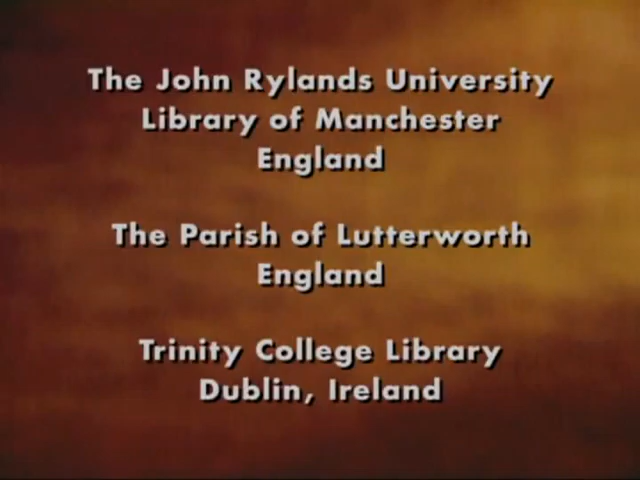 The John Rylands University
Library of Manchester
England
The Parish of Lutterworth
England
Trinity College Library
Dublin, Ireland